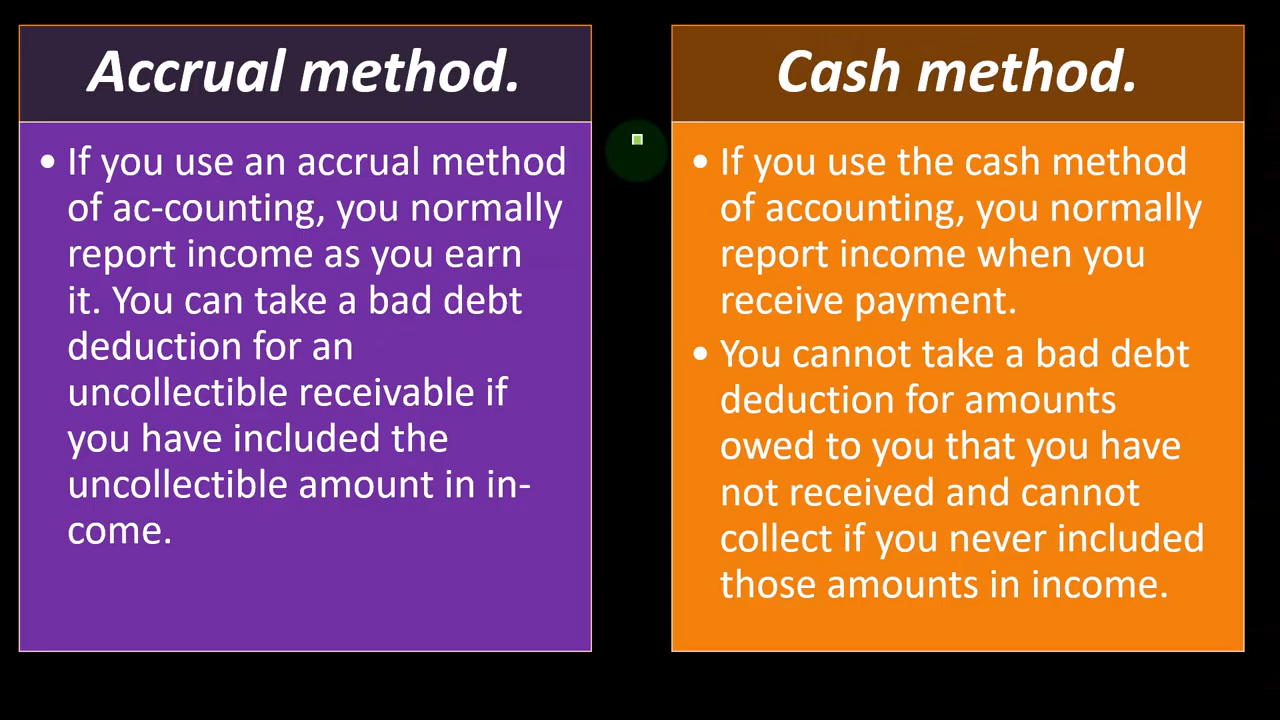 Accrual method.
• If you use an accrual method
of ac-counting, you normally
report income as you earn
it. You can take a bad debt
deduction for an
uncollectible receivable if
you have included the
uncollectible amount in in-
come.
Cash method.
• If you use the cash method
of accounting, you normally
report income when you
receive payment.
• You cannot take a bad debt
deduction for amounts
owed to you that you have
not received and cannot
collect if you never included
those amounts in income.